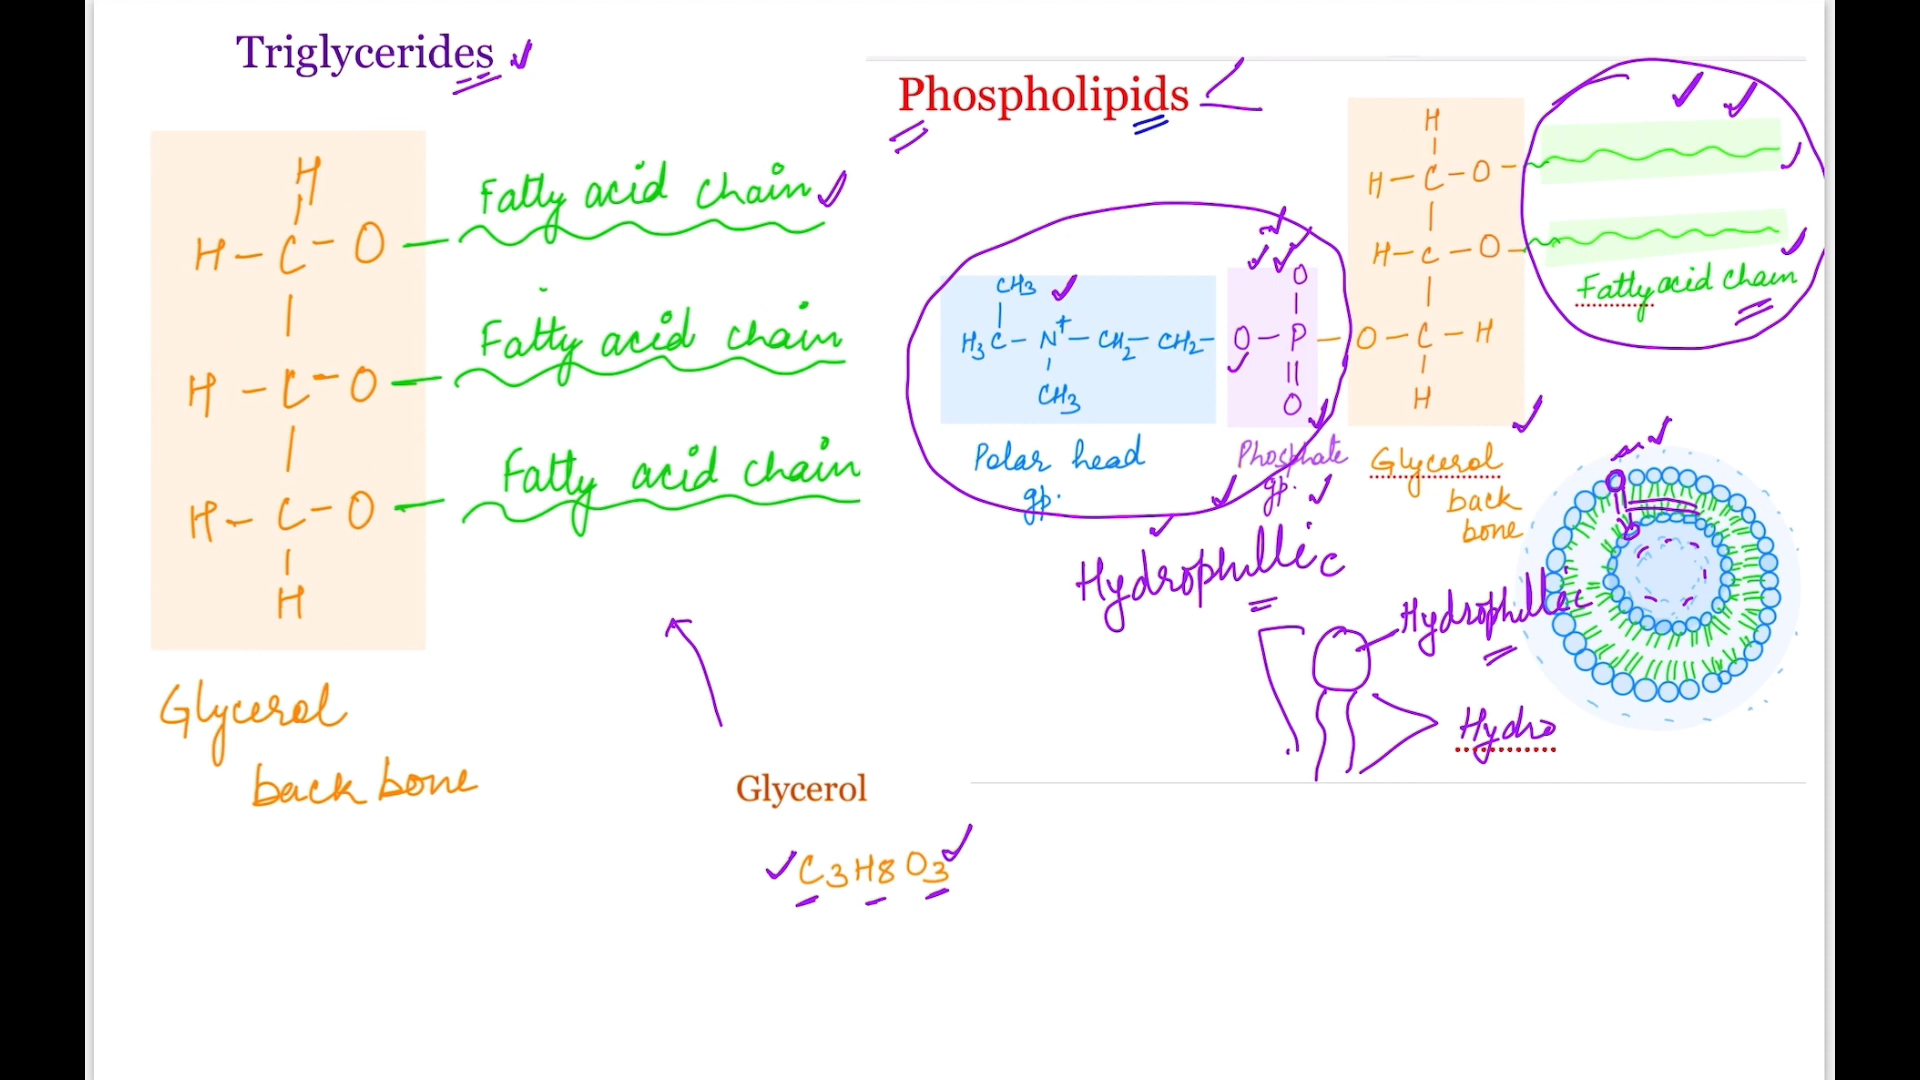 Triglycerides
H
H - C - O - Fatty acid chain
H - C - O - Fatty acid chain
H - C - O - Fatty acid chain
H
Glycerol
back bone
Glycerol
C3H8O3
Phospholipids
CH3
H3C - N+ - CH2 - CH2-
CH3
Polar head
gp.
O
O - P
O
Phosphate
gp.
H
H - C - O -
H - C - O
- O - C - H
H
Glycerol
back
bone
Fatty acid chain
Hydrophillic
Hydrophillic
Hydro